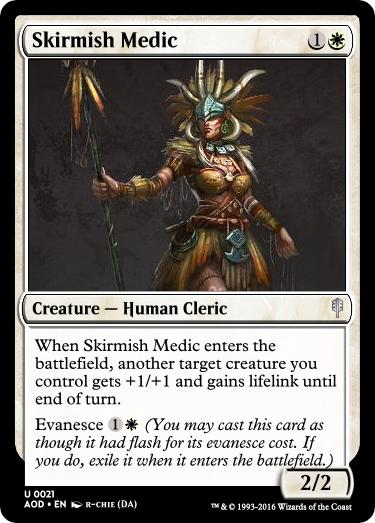 Skirmish Medic 1
Creature — Human Cleric
When Skirmish Medic enters the
battlefield, another target creature you
control gets +1/+1 and gains lifelink until
end of turn.
Evanesce 1 (You may cast this card as
though it had flash for its evanesce cost. If
you do, exile it when it enters the battlefield.)
2/2
U 0021
AOD • EN R-CHIE (DA)
™ & © 1993-2016 Wizards of the Coast